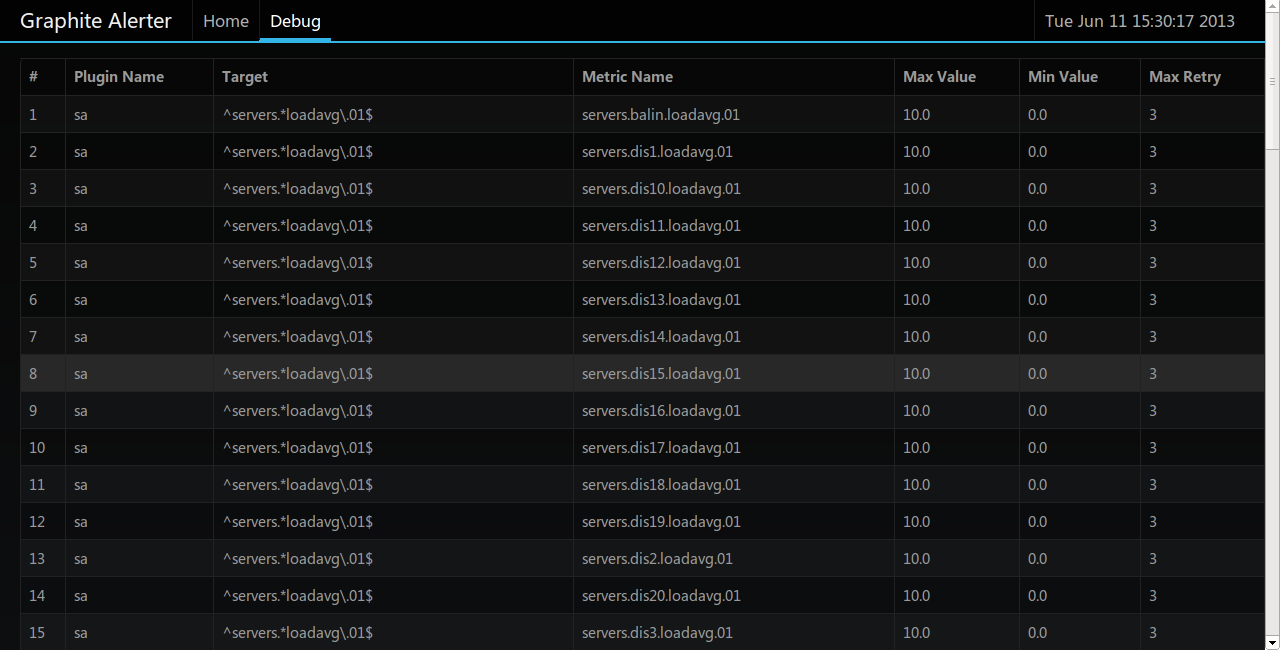 Graphite Alerter Home Debug Tue Jun 11 15:30:17 2013
# Plugin Name Target Metric Name Max Value Min Value Max Retry
1 sa ^servers.*loadavg\.01$ servers.balin.loadavg.01 10.0 0.0 3
2 sa ^servers.*loadavg\.01$ servers.dis1.loadavg.01 10.0 0.0 3
3 sa ^servers.*loadavg\.01$ servers.dis10.loadavg.01 10.0 0.0 3
4 sa ^servers.*loadavg\.01$ servers.dis11.loadavg.01 10.0 0.0 3
5 sa ^servers.*loadavg\.01$ servers.dis12.loadavg.01 10.0 0.0 3
6 sa ^servers.*loadavg\.01$ servers.dis13.loadavg.01 10.0 0.0 3
7 sa ^servers.*loadavg\.01$ servers.dis14.loadavg.01 10.0 0.0 3
8 sa ^servers.*loadavg\.01$ servers.dis15.loadavg.01 10.0 0.0 3
9 sa ^servers.*loadavg\.01$ servers.dis16.loadavg.01 10.0 0.0 3
10 sa ^servers.*loadavg\.01$ servers.dis17.loadavg.01 10.0 0.0 3
11 sa ^servers.*loadavg\.01$ servers.dis18.loadavg.01 10.0 0.0 3
12 sa ^servers.*loadavg\.01$ servers.dis19.loadavg.01 10.0 0.0 3
13 sa ^servers.*loadavg\.01$ servers.dis2.loadavg.01 10.0 0.0 3
14 sa ^servers.*loadavg\.01$ servers.dis20.loadavg.01 10.0 0.0 3
15 sa ^servers.*loadavg\.01$ servers.dis3.loadavg.01 10.0 0.0 3